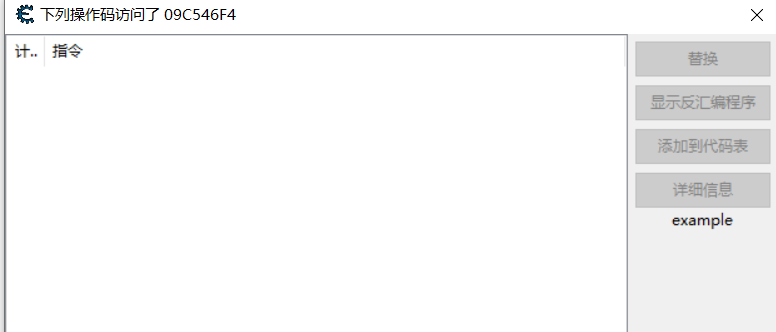 下列操作码访问了 09C546F4
计.. 指令
替换
显示反汇编程序
添加到代码表
详细信息
example